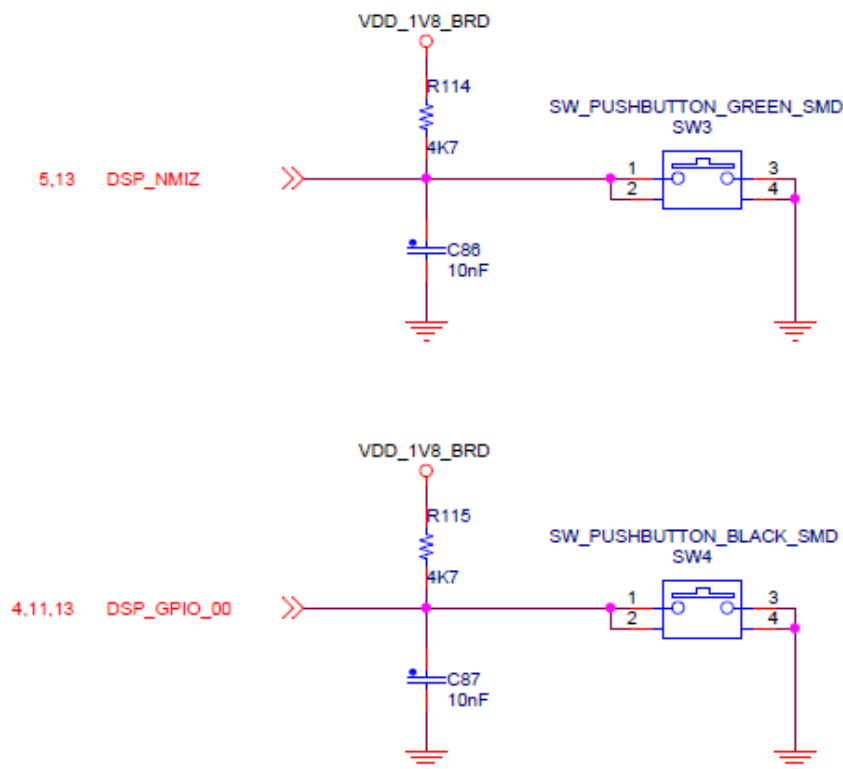 VDD_1V8_BRD
R114
4K7
SW_PUSHBUTTON_GREEN_SMD
SW3
1
2
3
4
5,13 DSP_NMIZ
C86
10nF
VDD_1V8_BRD
R115
4K7
SW_PUSHBUTTON_BLACK_SMD
SW4
1
2
3
4
4,11,13 DSP_GPIO_00
C87
10nF